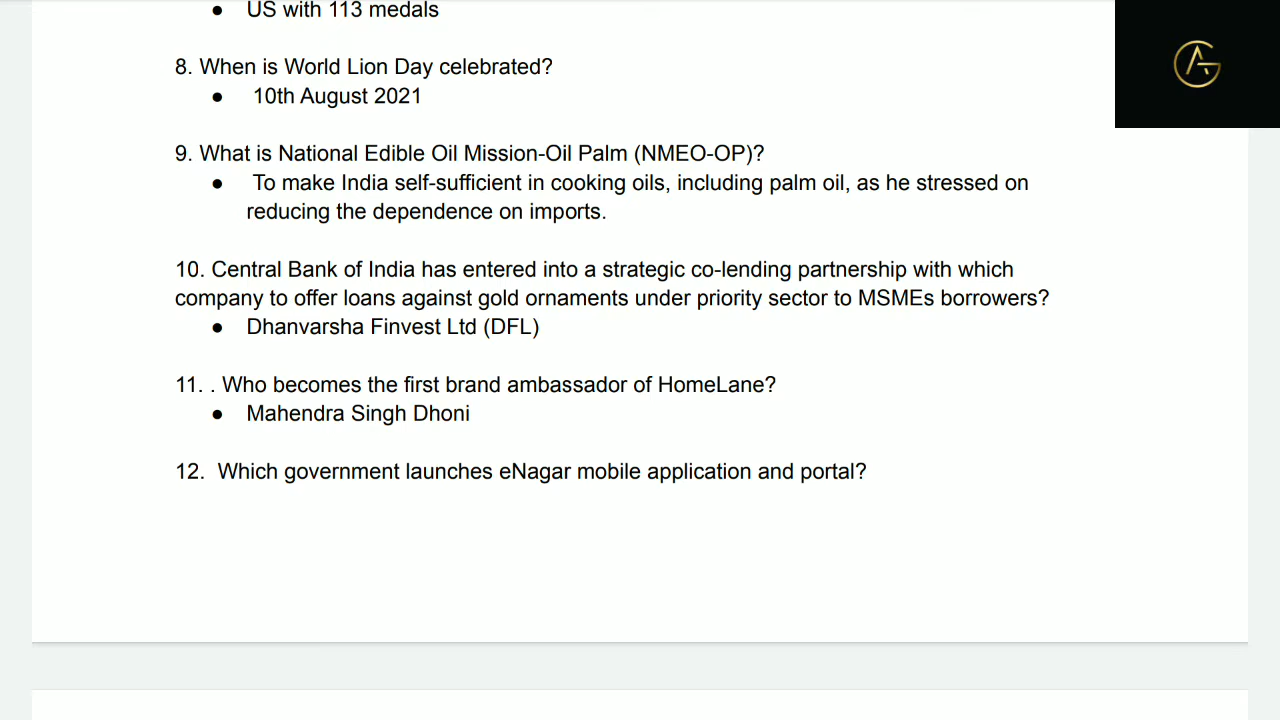 ● US with 113 medals
8. When is World Lion Day celebrated?
● 10th August 2021
9. What is National Edible Oil Mission-Oil Palm (NMEO-OP)?
● To make India self-sufficient in cooking oils, including palm oil, as he stressed on
reducing the dependence on imports.
10. Central Bank of India has entered into a strategic co-lending partnership with which
company to offer loans against gold ornaments under priority sector to MSMEs borrowers?
● Dhanvarsha Finvest Ltd (DFL)
11. . Who becomes the first brand ambassador of HomeLane?
● Mahendra Singh Dhoni
12. Which government launches eNagar mobile application and portal?